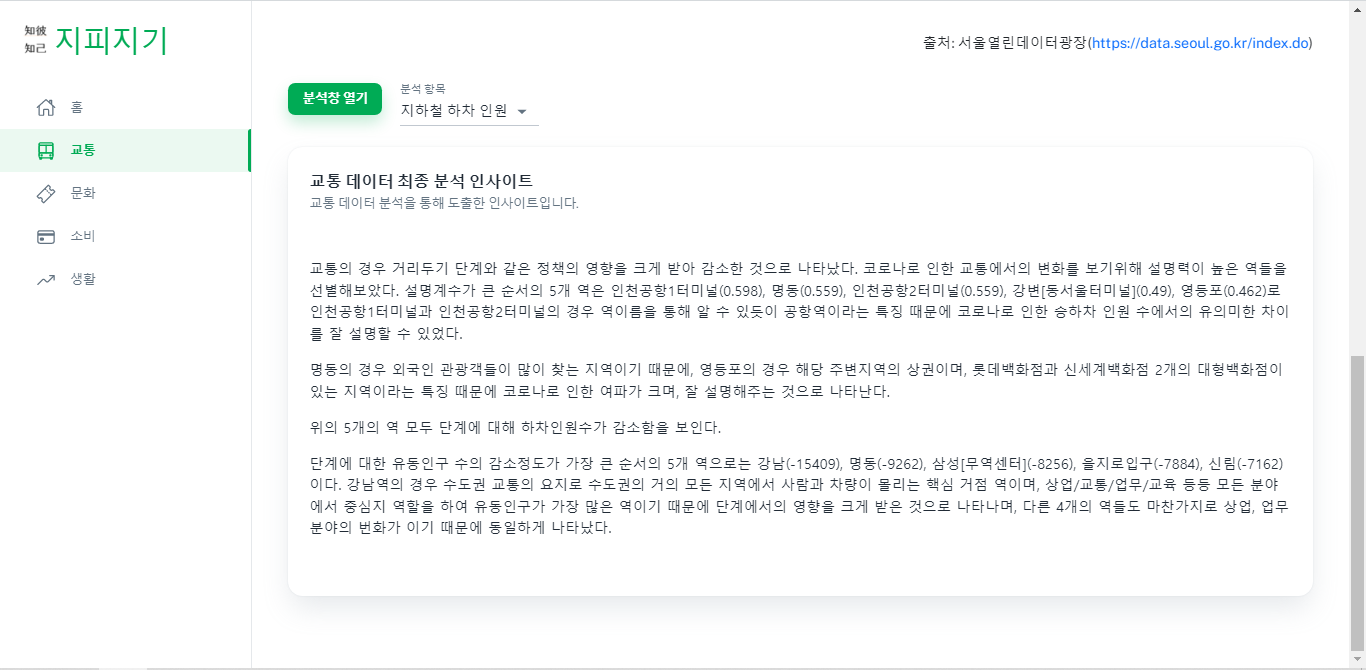 知彼
知己
지피지기
홈
교통
문화
소비
생활
출처: 서울열린데이터광장(https://data.seoul.go.kr/index.do)
분석창 열기
분석 항목
지하철 하차 인원
교통 데이터 최종 분석 인사이트
교통 데이터 분석을 통해 도출한 인사이트입니다.
교통의 경우 거리두기 단계와 같은 정책의 영향을 크게 받아 감소한 것으로 나타났다. 코로나로 인한 교통에서의 변화를 보기위해 설명력이 높은 역들을
선별해보았다. 설명계수가 큰 순서의 5개 역은 인천공항1터미널(0.598), 명동(0.559), 인천공항2터미널(0.559), 강변[동서울터미널](0.49), 영등포(0.462)로
인천공항1터미널과 인천공항2터미널의 경우 역이름을 통해 알 수 있듯이 공항역이라는 특징 때문에 코로나로 인한 승하차 인원 수에서의 유의미한 차이
를 잘 설명할 수 있었다.
명동의 경우 외국인 관광객들이 많이 찾는 지역이기 때문에, 영등포의 경우 해당 주변지역의 상권이며, 롯데백화점과 신세계백화점 2개의 대형백화점이
있는 지역이라는 특징 때문에 코로나로 인한 여파가 크며, 잘 설명해주는 것으로 나타난다.
위의 5개의 역 모두 단계에 대해 하차인원수가 감소함을 보인다.
단계에 대한 유동인구 수의 감소정도가 가장 큰 순서의 5개 역으로는 강남(-15409), 명동(-9262), 삼성[무역센터](-8256), 을지로입구(-7884), 신림(-7162)
이다. 강남역의 경우 수도권 교통의 요지로 수도권의 거의 모든 지역에서 사람과 차량이 몰리는 핵심 거점 역이며, 상업/교통/업무/교육 등등 모든 분야
에서 중심지 역할을 하여 유동인구가 가장 많은 역이기 때문에 단계에서의 영향을 크게 받은 것으로 나타나며, 다른 4개의 역들도 마찬가지로 상업, 업무
분야의 번화가 이기 때문에 동일하게 나타났다.